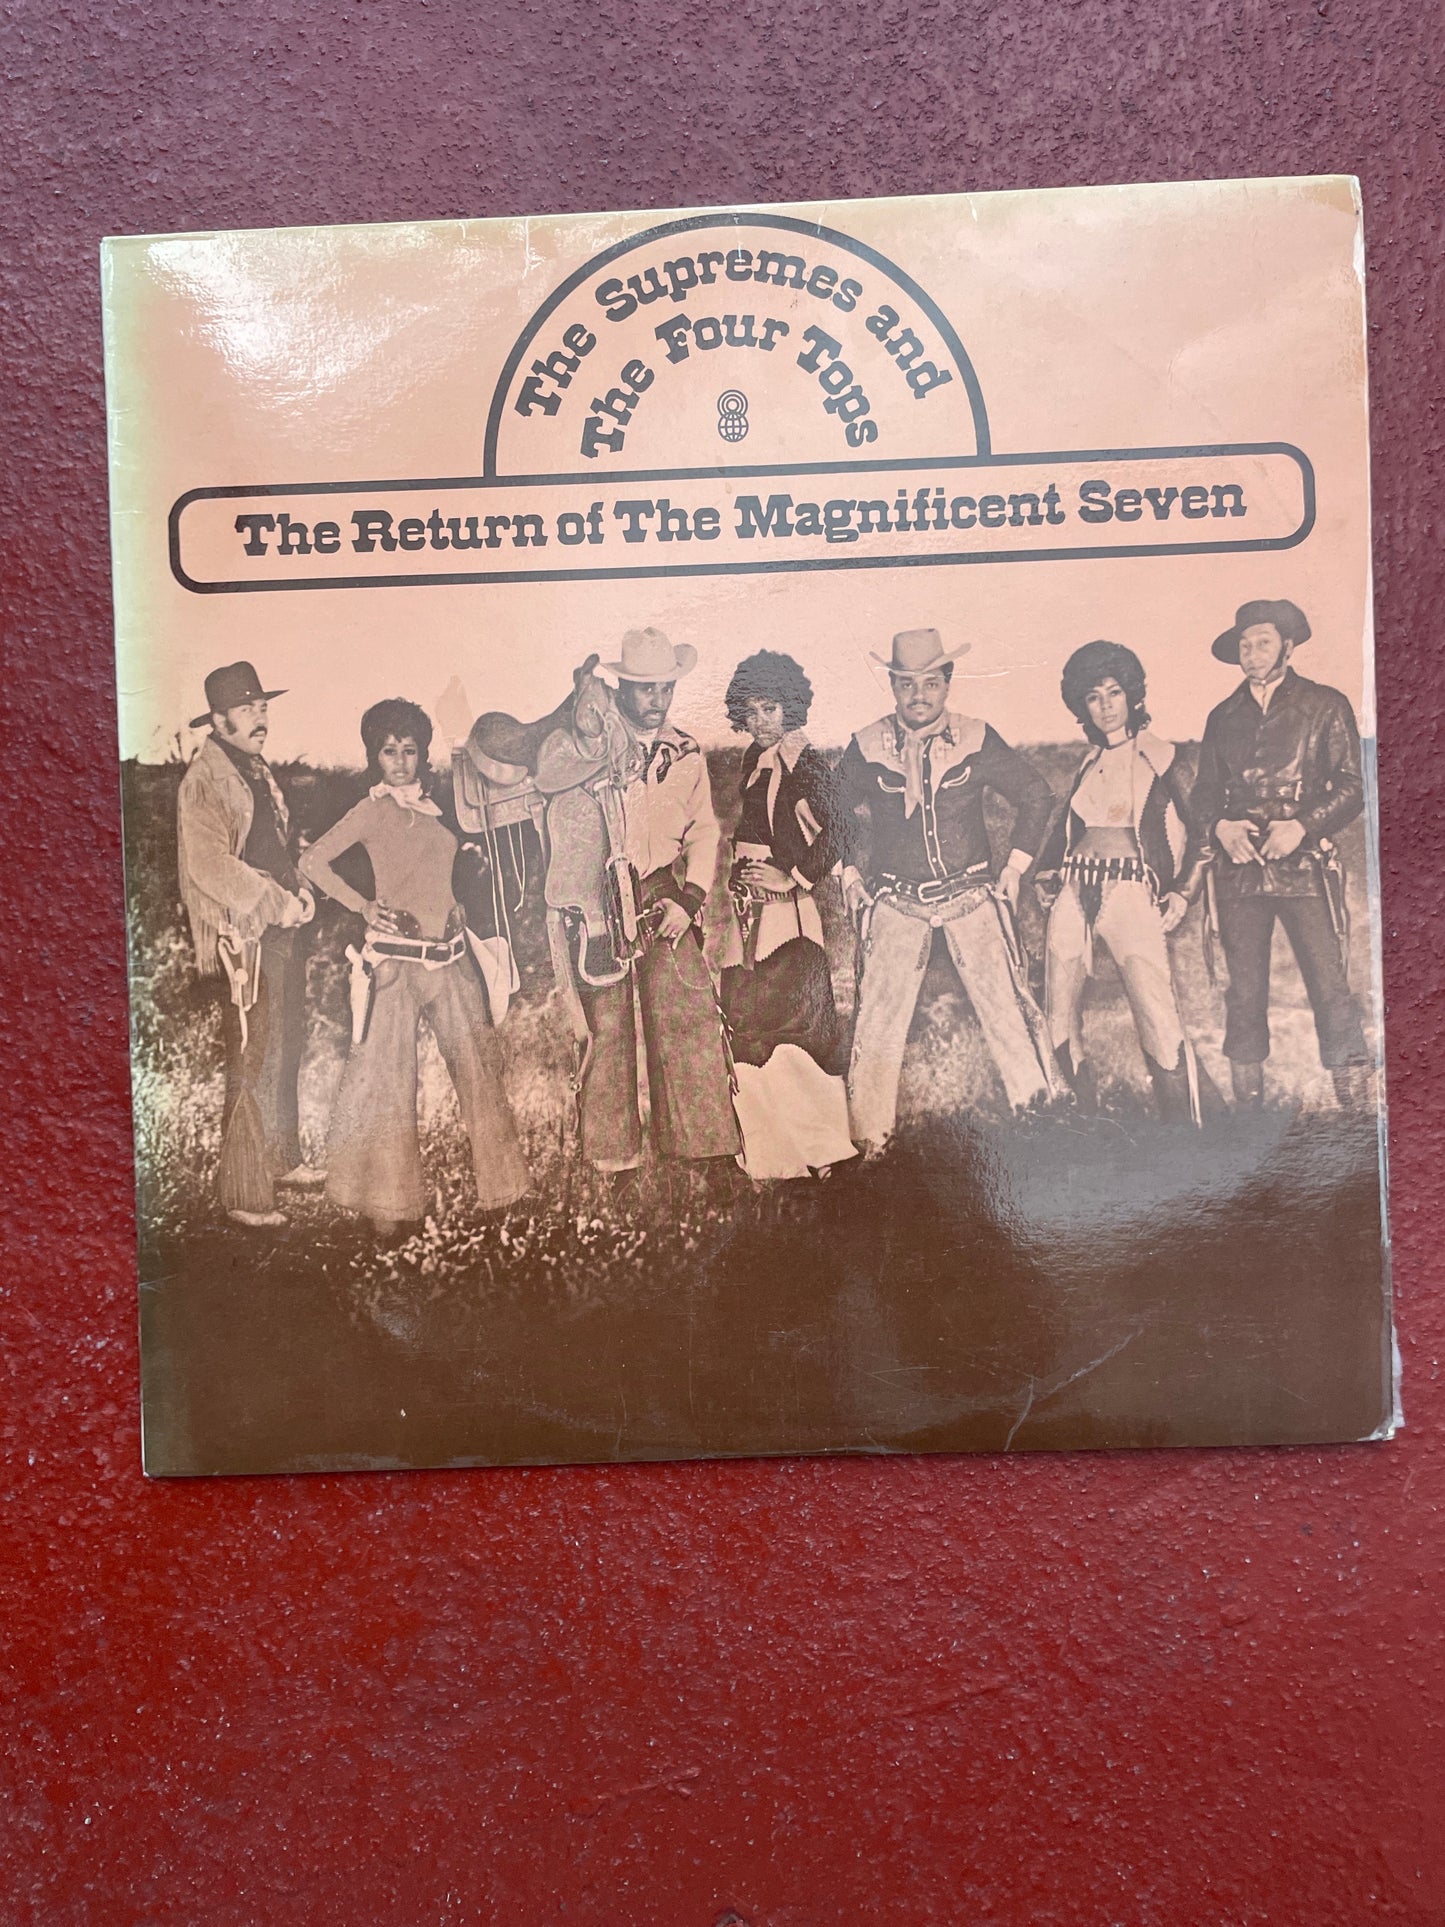 The Supremes and
The Four Tops
The Return of The Magnificent Seven